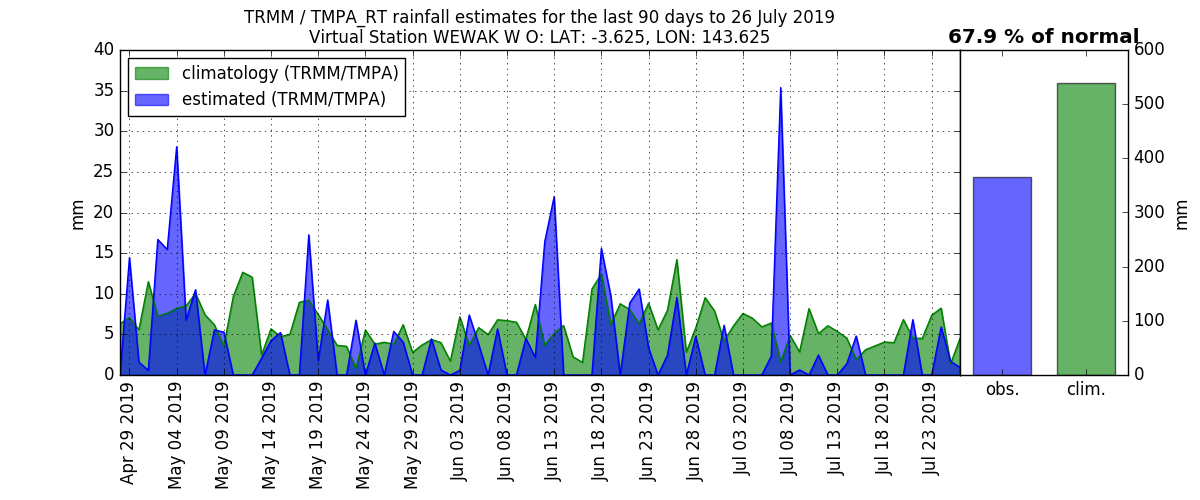 TRMM / TMPA_RT rainfall estimates for the last 90 days to 26 July 2019
Virtual Station WEWAK W O: LAT: -3.625, LON: 143.625
67.9 % of normal
climatology (TRMM/TMPA)
estimated (TRMM/TMPA)
40
35
30
25
20
15
10
5
0
mm
Apr 29 2019
May 04 2019
May 09 2019
May 14 2019
May 19 2019
May 24 2019
May 29 2019
Jun 03 2019
Jun 08 2019
Jun 13 2019
Jun 18 2019
Jun 23 2019
Jun 28 2019
Jul 03 2019
Jul 08 2019
Jul 13 2019
Jul 18 2019
Jul 23 2019
600
500
400
300
200
100
0
mm
obs.
clim.